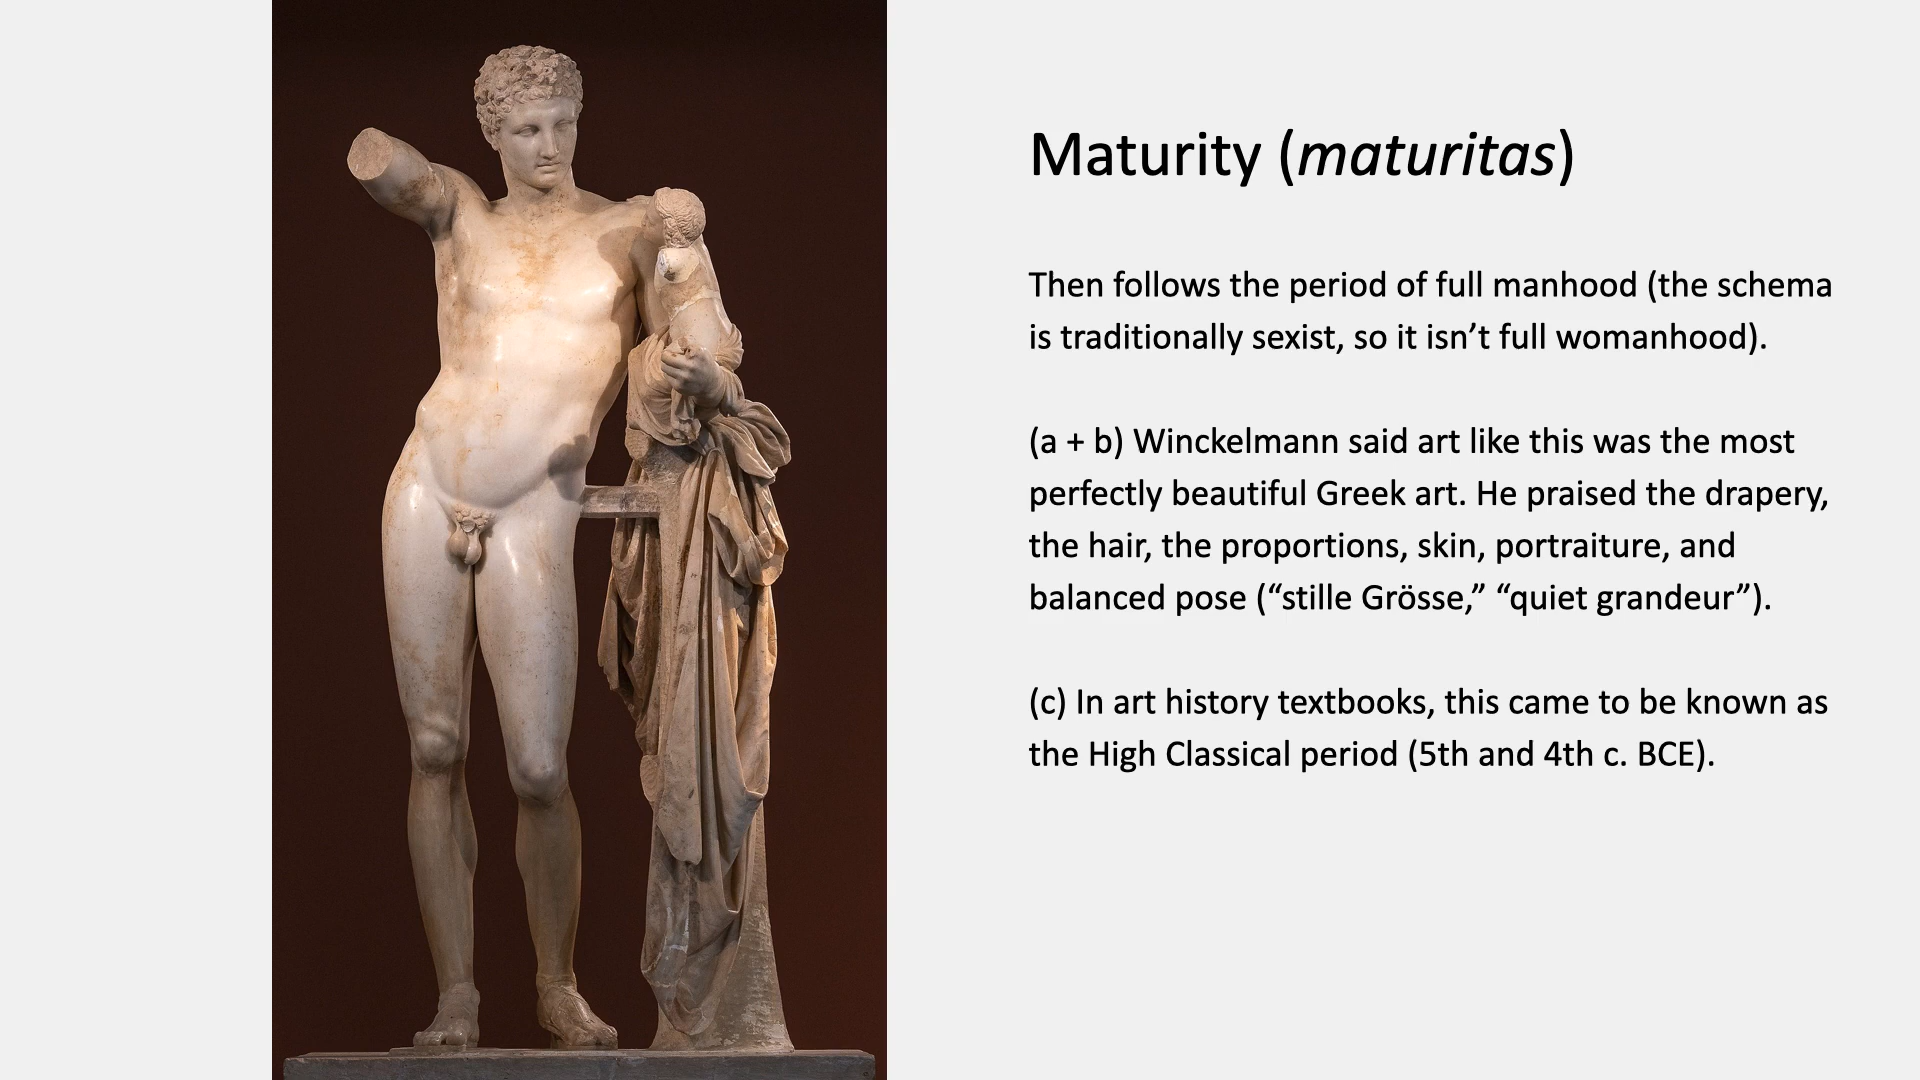 Maturity (maturitas)
Then follows the period of full manhood (the schema
is traditionally sexist, so it isn’t full womanhood).
(a + b) Winckelmann said art like this was the most
perfectly beautiful Greek art. He praised the drapery,
the hair, the proportions, skin, portraiture, and
balanced pose (“stille Grösse,” “quiet grandeur”).
(c) In art history textbooks, this came to be known as
the High Classical period (5th and 4th c. BCE).